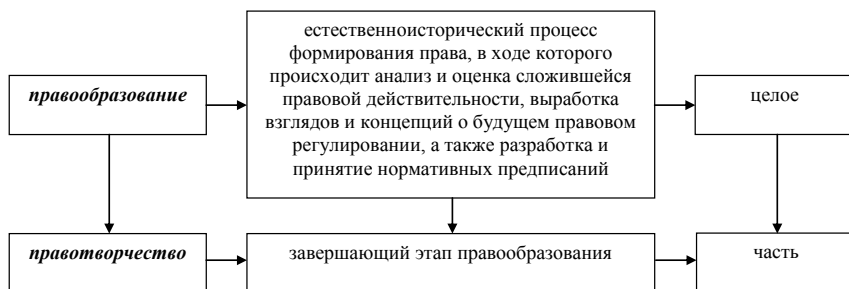 правообразование
естественноисторический процесс
формирования права, в ходе которого
происходит анализ и оценка сложившейся
правовой действительности, выработка
взглядов и концепций о будущем правовом
регулировании, а также разработка и
принятие нормативных предписаний
целое
правотворчество
завершающий этап правообразования
часть